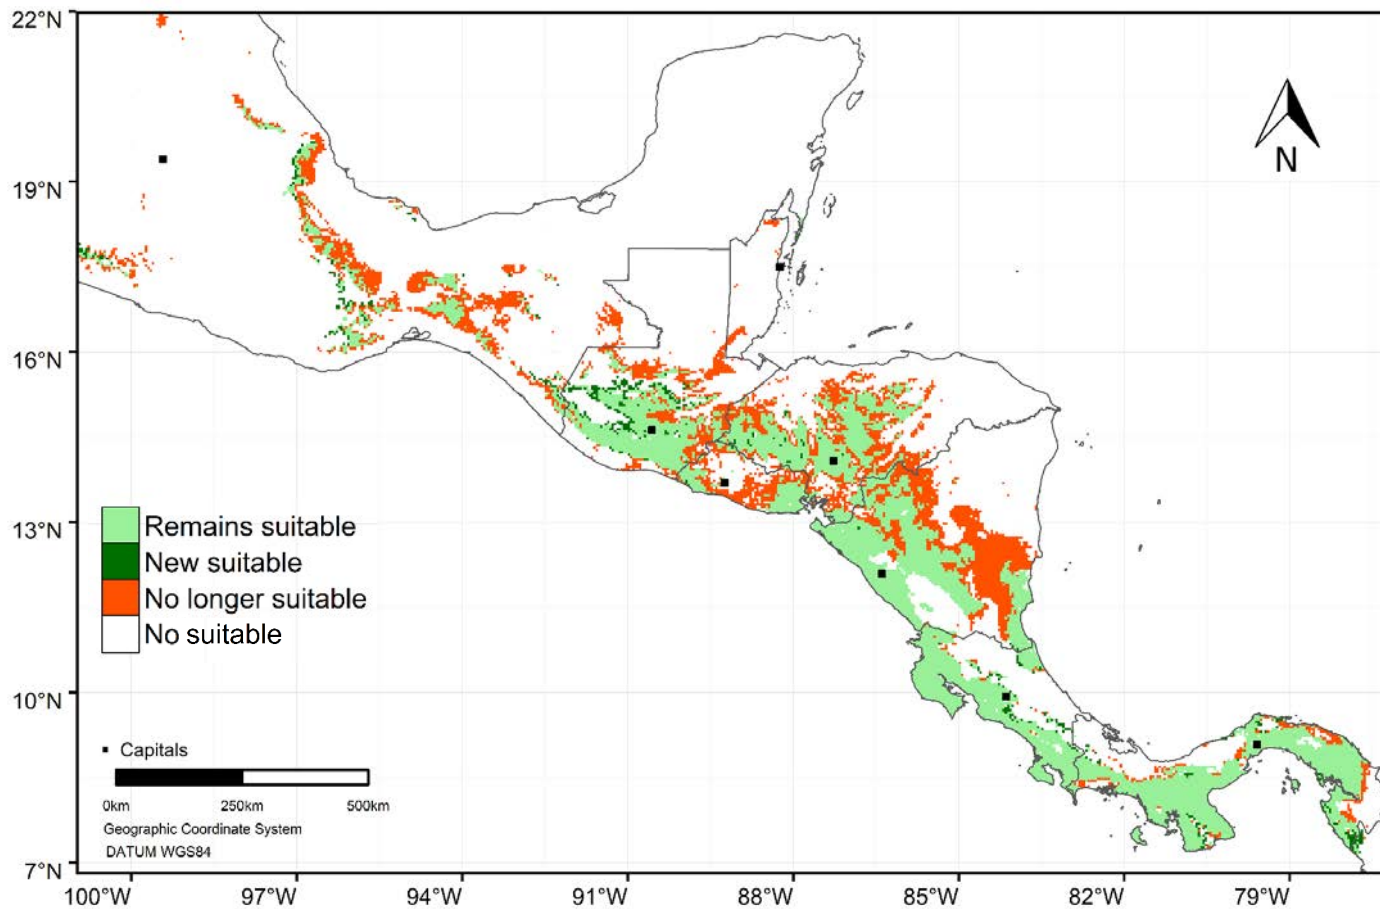 22°N
19°N
16°N
13°N
10°N
7°N
N
Remains suitable
New suitable
No longer suitable
No suitable
Capitals
0km 250km 500km
Geographic Coordinate System
DATUM WGS84
100°W 97°W 94°W 91°W 88°W 85°W 82°W 79°W